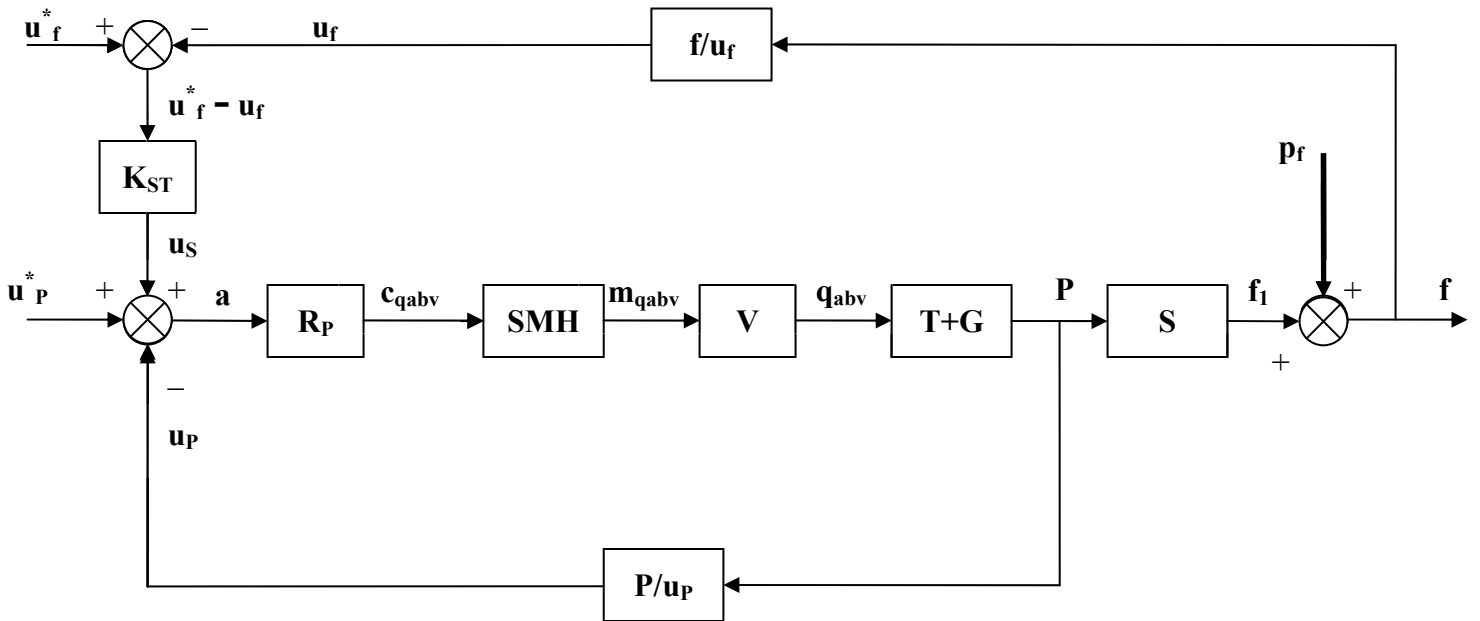 u*f + − uf f/uf
u*f − uf
pf
KST
uS
u*P + + a RP cqabv SMH mqabv V qabv T+G P S f1 + f
+
−
uP
P/uP